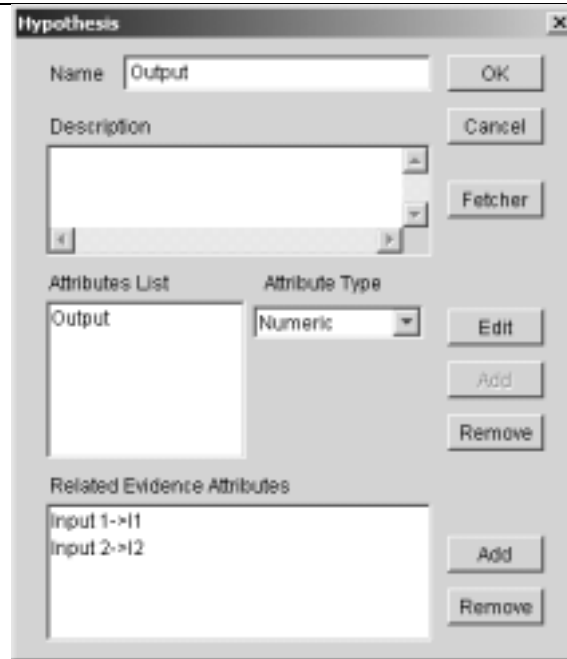 Hypothesis
Name Output OK
Description Cancel
Fetcher
Attributes List Attribute Type
Output Numeric Edit
Add
Remove
Related Evidence Attributes
Input 1->I1
Input 2->I2
Add
Remove